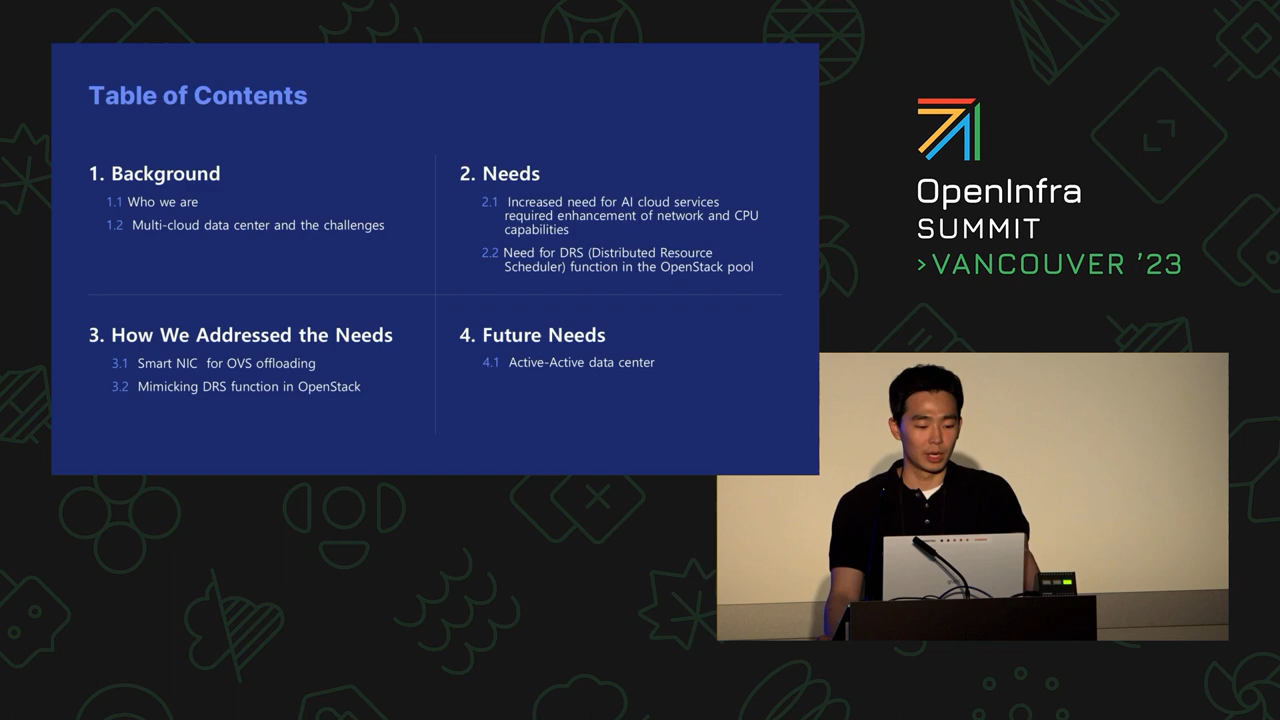 Table of Contents
1. Background
1.1 Who we are
1.2 Multi-cloud data center and the challenges
2. Needs
2.1 Increased need for AI cloud services
required enhancement of network and CPU
capabilities
2.2 Need for DRS (Distributed Resource
Scheduler) function in the OpenStack pool
3. How We Addressed the Needs
3.1 Smart NIC for OVS offloading
3.2 Mimicking DRS function in OpenStack
4. Future Needs
4.1 Active-Active data center
OpenInfra
SUMMIT
>VANCOUVER '23